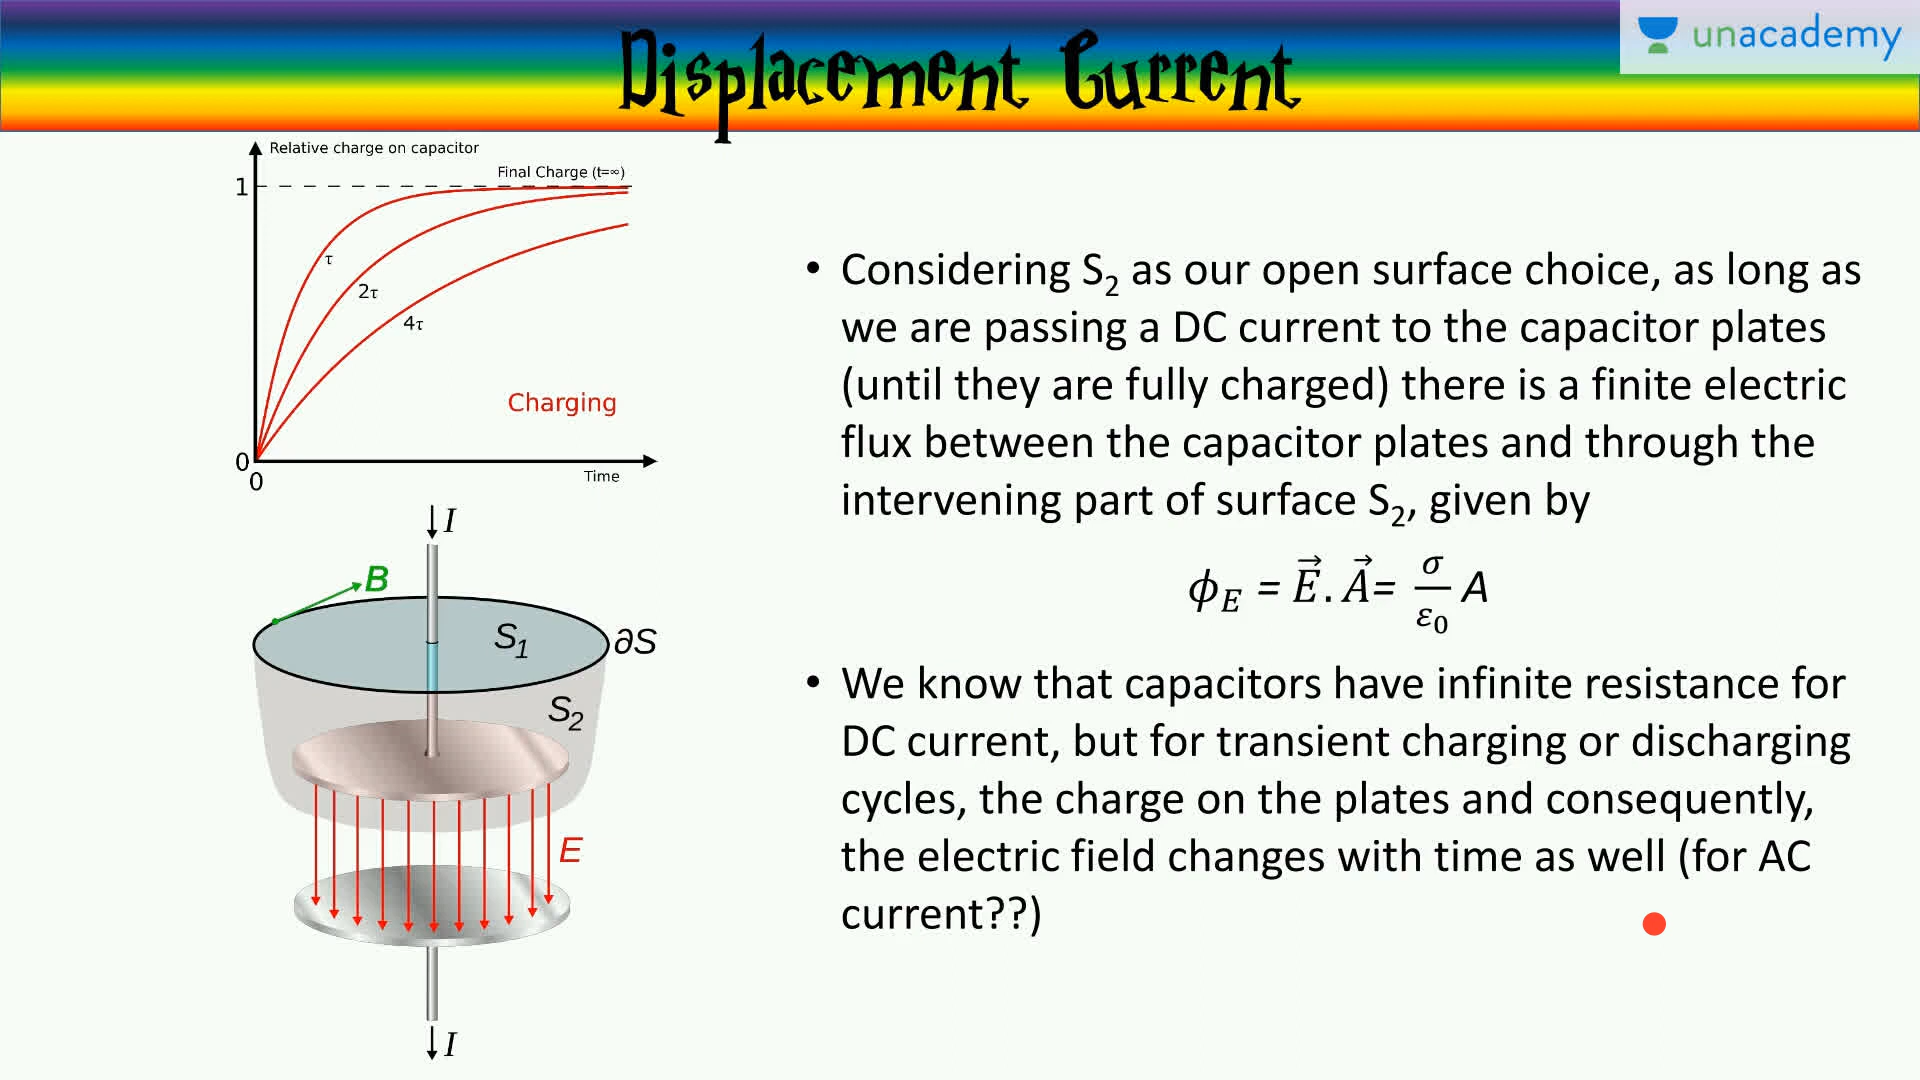 Displacement Current
unacademy
Relative charge on capacitor
Final Charge (t=∞)
1
τ
2τ
4τ
Charging
0
0
Time
I
B
S₁
∂S
S₂
E
I
• Considering S₂ as our open surface choice, as long as
we are passing a DC current to the capacitor plates
(until they are fully charged) there is a finite electric
flux between the capacitor plates and through the
intervening part of surface S₂, given by
ϕ_E = E⃗ . A⃗ = σ/ε₀ A
• We know that capacitors have infinite resistance for
DC current, but for transient charging or discharging
cycles, the charge on the plates and consequently,
the electric field changes with time as well (for AC
current??)